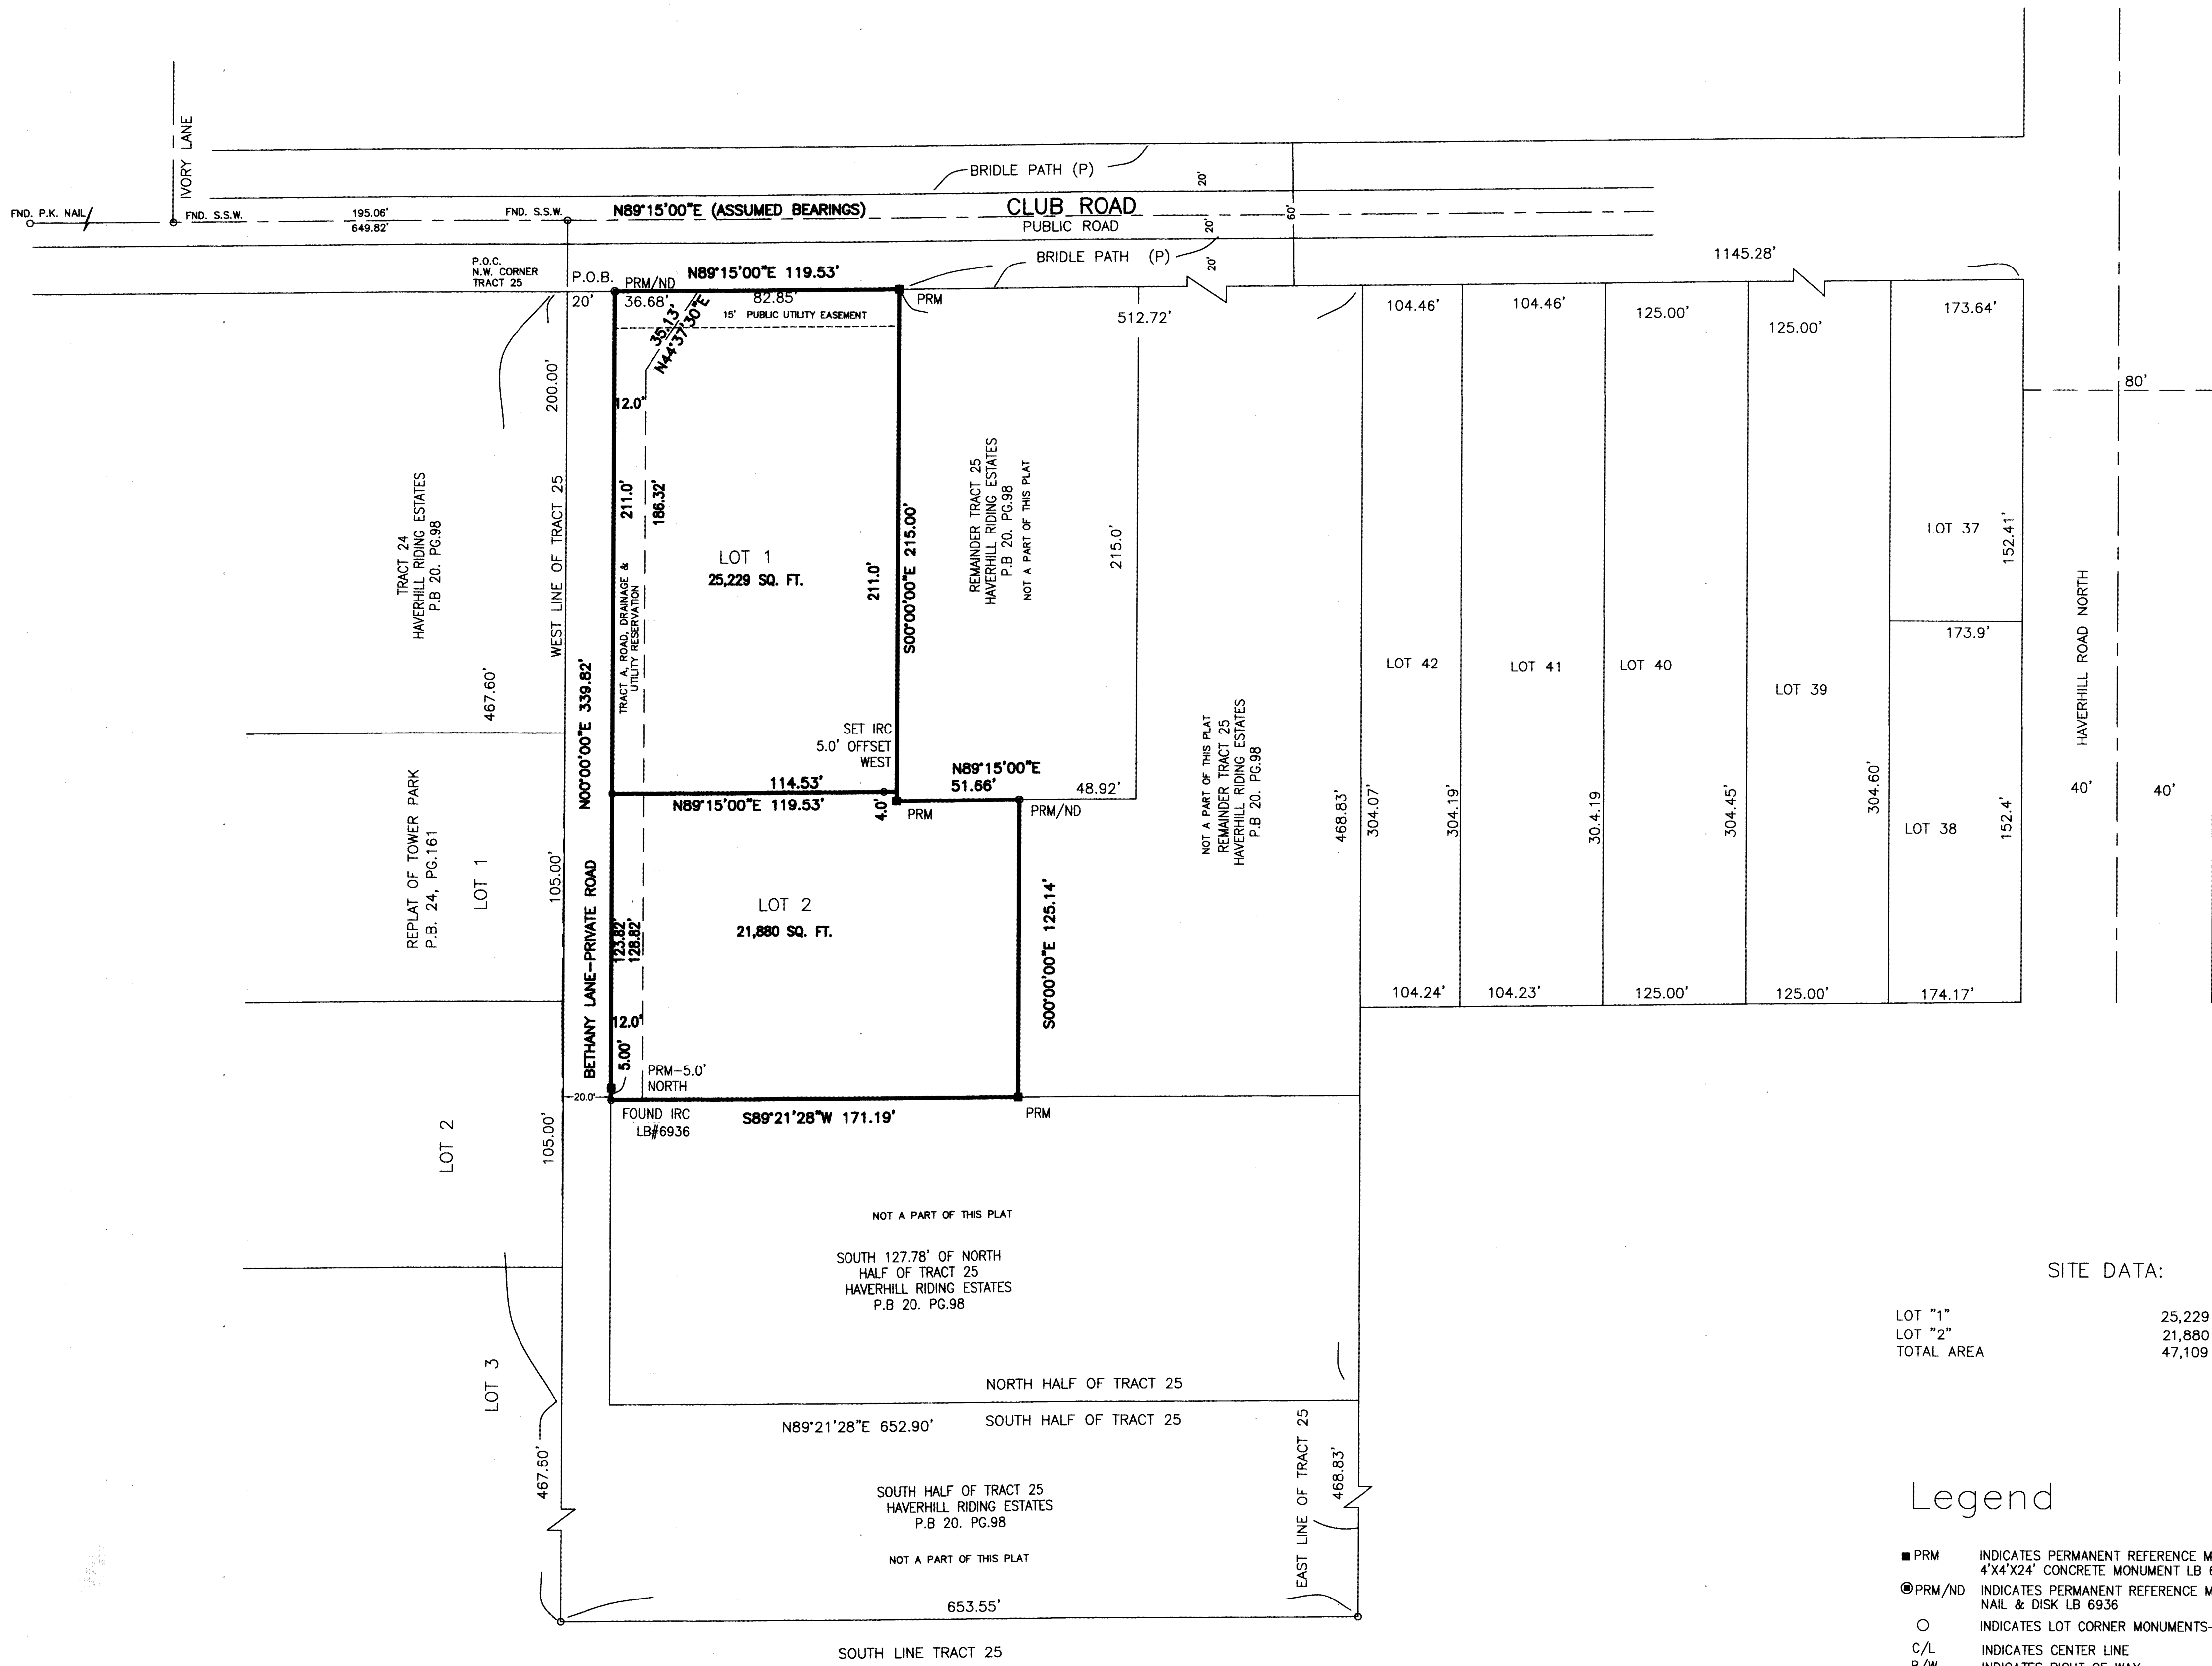 IVORY LANE
BRIDLE PATH (P)
20'
FND. P.K. NAIL
FND. S.S.W.
195.06'
649.82'
FND. S.S.W.
N89°15'00"E (ASSUMED BEARINGS)
CLUB ROAD
PUBLIC ROAD
20'
60'
BRIDLE PATH (P)
20'
1145.28'
P.O.C.
N.W. CORNER
TRACT 25
P.O.B.
PRM/ND
N89°15'00"E 119.53'
20'
36.68'
82.85'
PRM
15' PUBLIC UTILITY EASEMENT
35.13'
N44°37'30"E
512.72'
104.46'
104.46'
125.00'
125.00'
173.64'
80'
200.00'
12.0'
TRACT 24
HAVERHILL RIDING ESTATES
P.B 20. PG.98
WEST LINE OF TRACT 25
211.0'
186.32'
LOT 1
25,229 SQ. FT.
211.0'
S00°00'00"E 215.00'
REMAINDER TRACT 25
HAVERHILL RIDING ESTATES
P.B 20. PG.98
NOT A PART OF THIS PLAT
215.0'
LOT 37
152.41'
173.9'
TRACT A, ROAD, DRAINAGE &
UTILITY RESERVATION
467.60'
N00°00'00"E 339.82'
LOT 42
LOT 41
LOT 40
LOT 39
HAVERHILL ROAD NORTH
SET IRC
5.0' OFFSET
WEST
NOT A PART OF THIS PLAT
REMAINDER TRACT 25
HAVERHILL RIDING ESTATES
P.B 20. PG.98
114.53'
N89°15'00"E 119.53'
4.0'
PRM
N89°15'00"E
51.66'
48.92'
PRM/ND
468.83'
304.07'
304.19'
30.4.19
304.45'
304.60'
LOT 38
152.4'
40'
40'
REPLAT OF TOWER PARK
P.B. 24, PG.161
LOT 1
105.00'
BETHANY LANE-PRIVATE ROAD
123.82'
128.82'
LOT 2
21,880 SQ. FT.
S00°00'00"E 125.14'
104.24'
104.23'
125.00'
125.00'
174.17'
12.0'
5.00'
PRM-5.0'
NORTH
20.0'
FOUND IRC
LB#6936
S89°21'28"W 171.19'
PRM
LOT 2
105.00'
NOT A PART OF THIS PLAT
SOUTH 127.78' OF NORTH
HALF OF TRACT 25
HAVERHILL RIDING ESTATES
P.B 20. PG.98
SITE DATA:
LOT "1" 25,229
LOT "2" 21,880
TOTAL AREA 47,109
LOT 3
NORTH HALF OF TRACT 25
N89°21'28"E 652.90'
SOUTH HALF OF TRACT 25
467.60'
EAST LINE OF TRACT 25
468.83'
SOUTH HALF OF TRACT 25
HAVERHILL RIDING ESTATES
P.B 20. PG.98
NOT A PART OF THIS PLAT
653.55'
SOUTH LINE TRACT 25
Legend
PRM INDICATES PERMANENT REFERENCE M
4'X4'X24' CONCRETE MONUMENT LB
PRM/ND INDICATES PERMANENT REFERENCE M
NAIL & DISK LB 6936
INDICATES LOT CORNER MONUMENTS-
C/L INDICATES CENTER LINE
R/W INDICATES RIGHT OF WAY